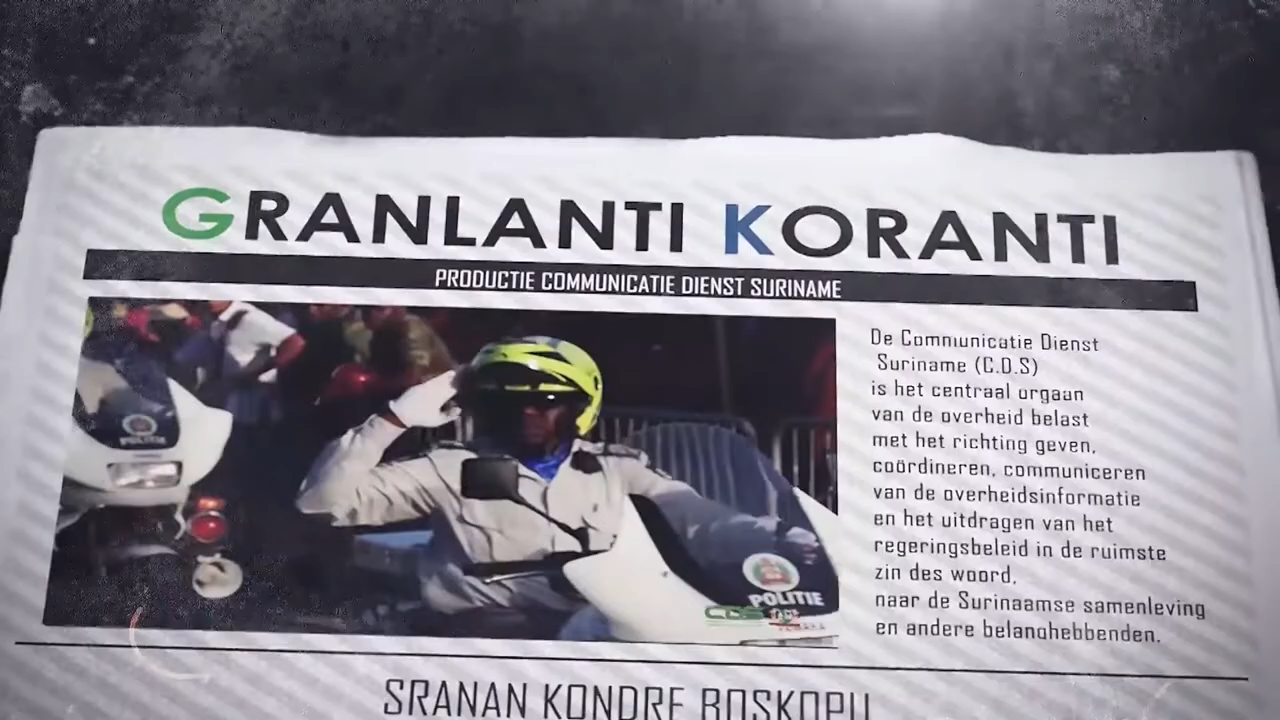 GRANLANTI KORANTI
PRODUCTIE COMMUNICATIE DIENST SURINAME
POLITIE
POLITIE
CDS
De Communicatie Dienst
Suriname (C.D.S)
is het centraal orgaan
van de overheid belast
met het richting geven,
coördineren, communiceren
van de overheidsinformatie
en het uitdragen van het
regeringsbeleid in de ruimste
zin des woord,
naar de Surinaamse samenleving
en andere belanghebbenden.
SRANAN KONDRE BOSKOPU